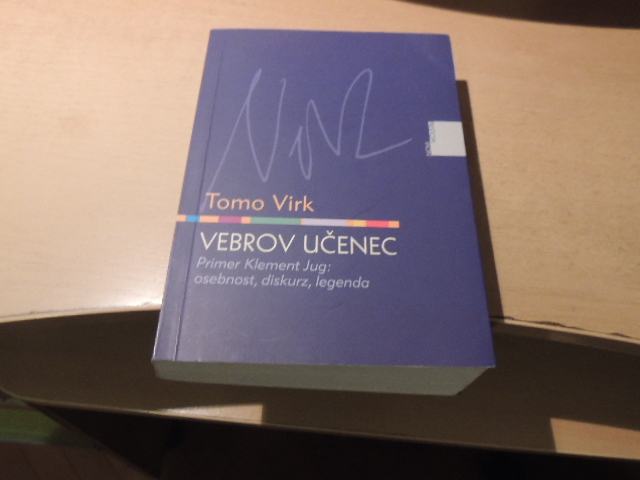 Tomo Virk
VEBROV UČENEC
Primer Klement Jug:
osebnost, diskurz, legenda